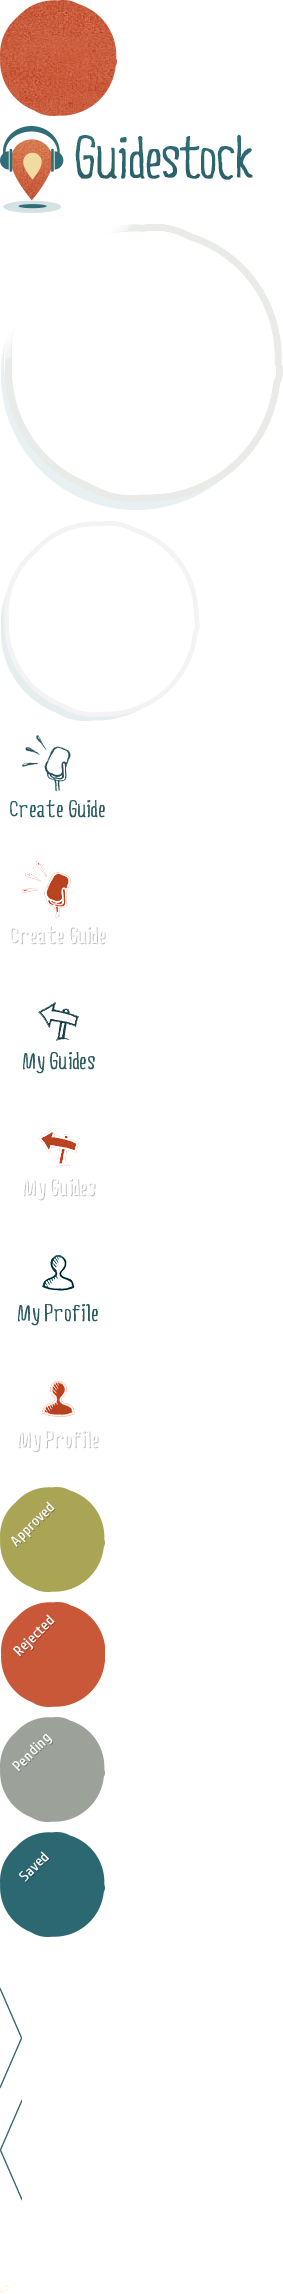 Guidestock
Create Guide
Create Guide
My Guides
My Guides
My Profile
My Profile
Approved
Rejected
Pending
Saved